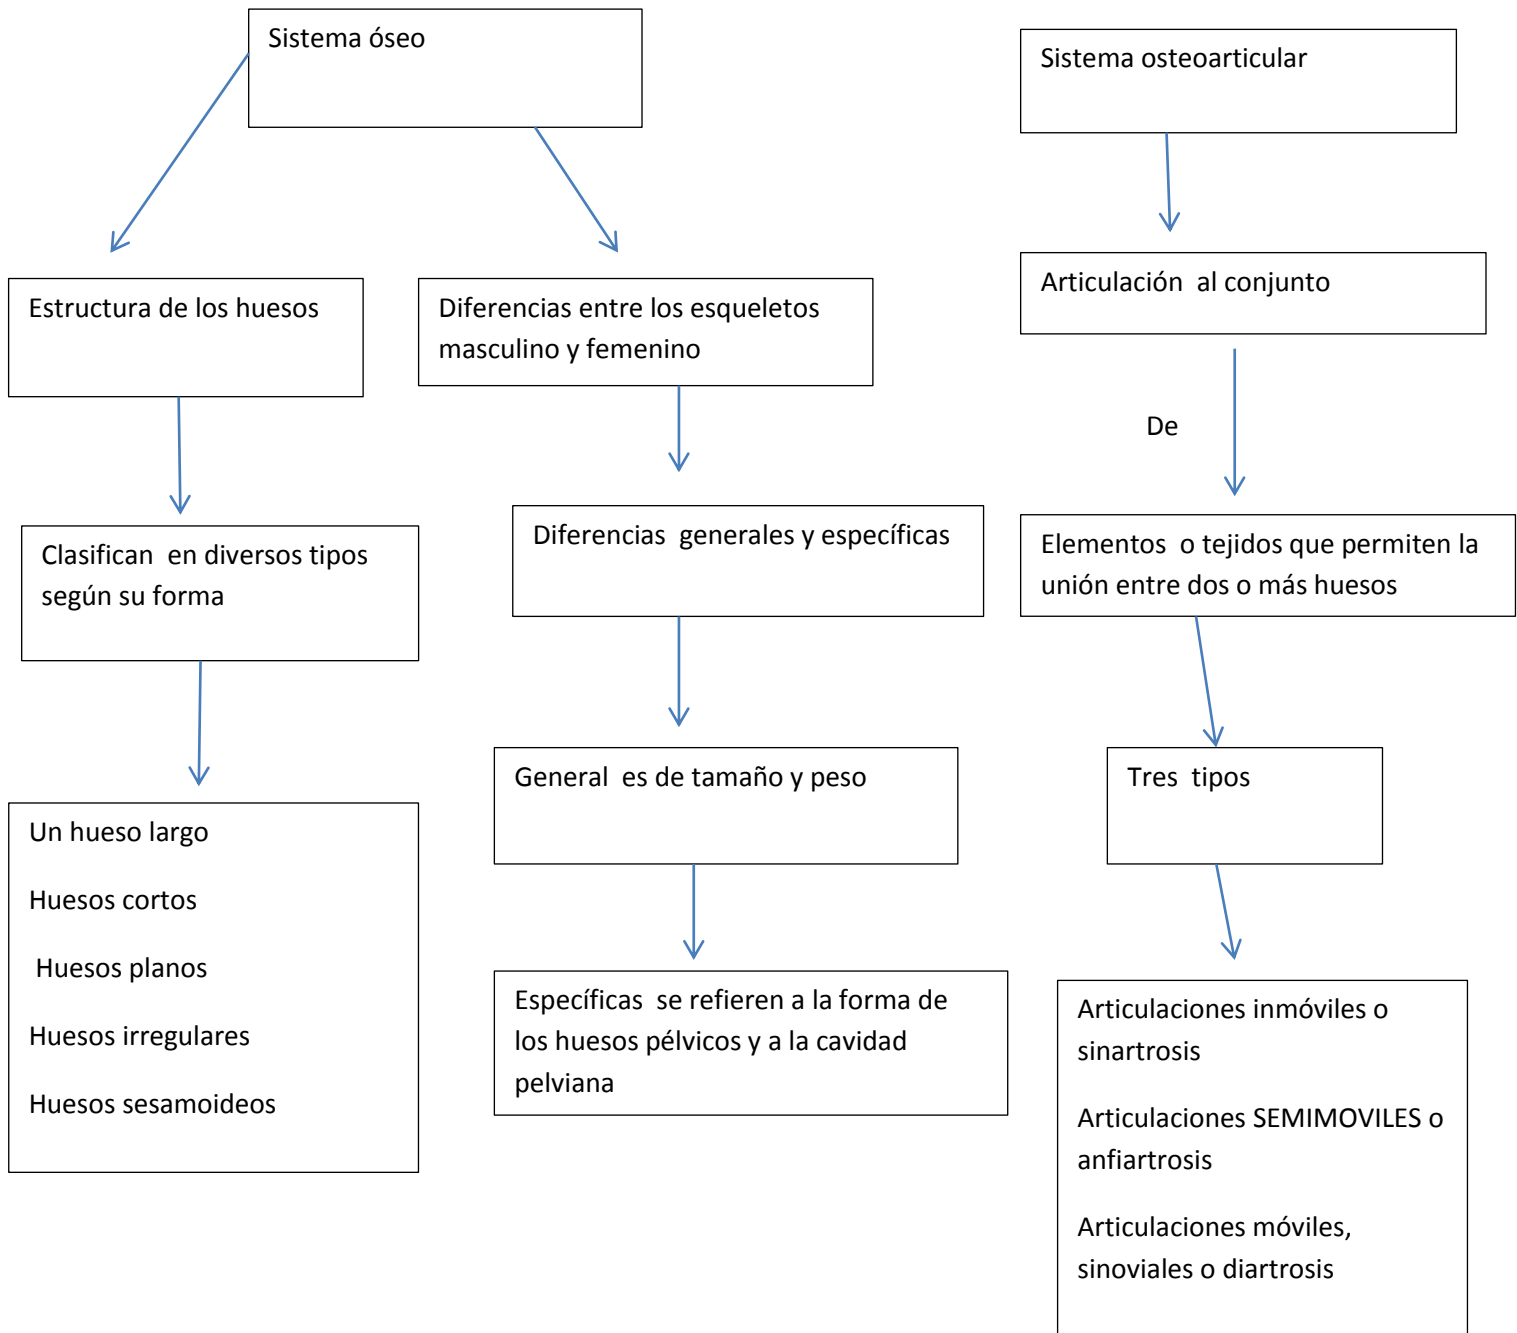 Sistema óseo
Sistema osteoarticular
Estructura de los huesos
Diferencias entre los esqueletos
masculino y femenino
Articulación  al conjunto
De
Clasifican  en diversos tipos
según su forma
Diferencias  generales y específicas
Elementos  o tejidos que permiten la
unión entre dos o más huesos
General  es de tamaño y peso
Tres  tipos
Un hueso largo
Huesos cortos
Huesos planos
Huesos irregulares
Huesos sesamoideos
Específicas  se refieren a la forma de
los huesos pélvicos y a la cavidad
pelviana
Articulaciones inmóviles o
sinartrosis
Articulaciones SEMIMOVILES o
anfiartrosis
Articulaciones móviles,
sinoviales o diartrosis